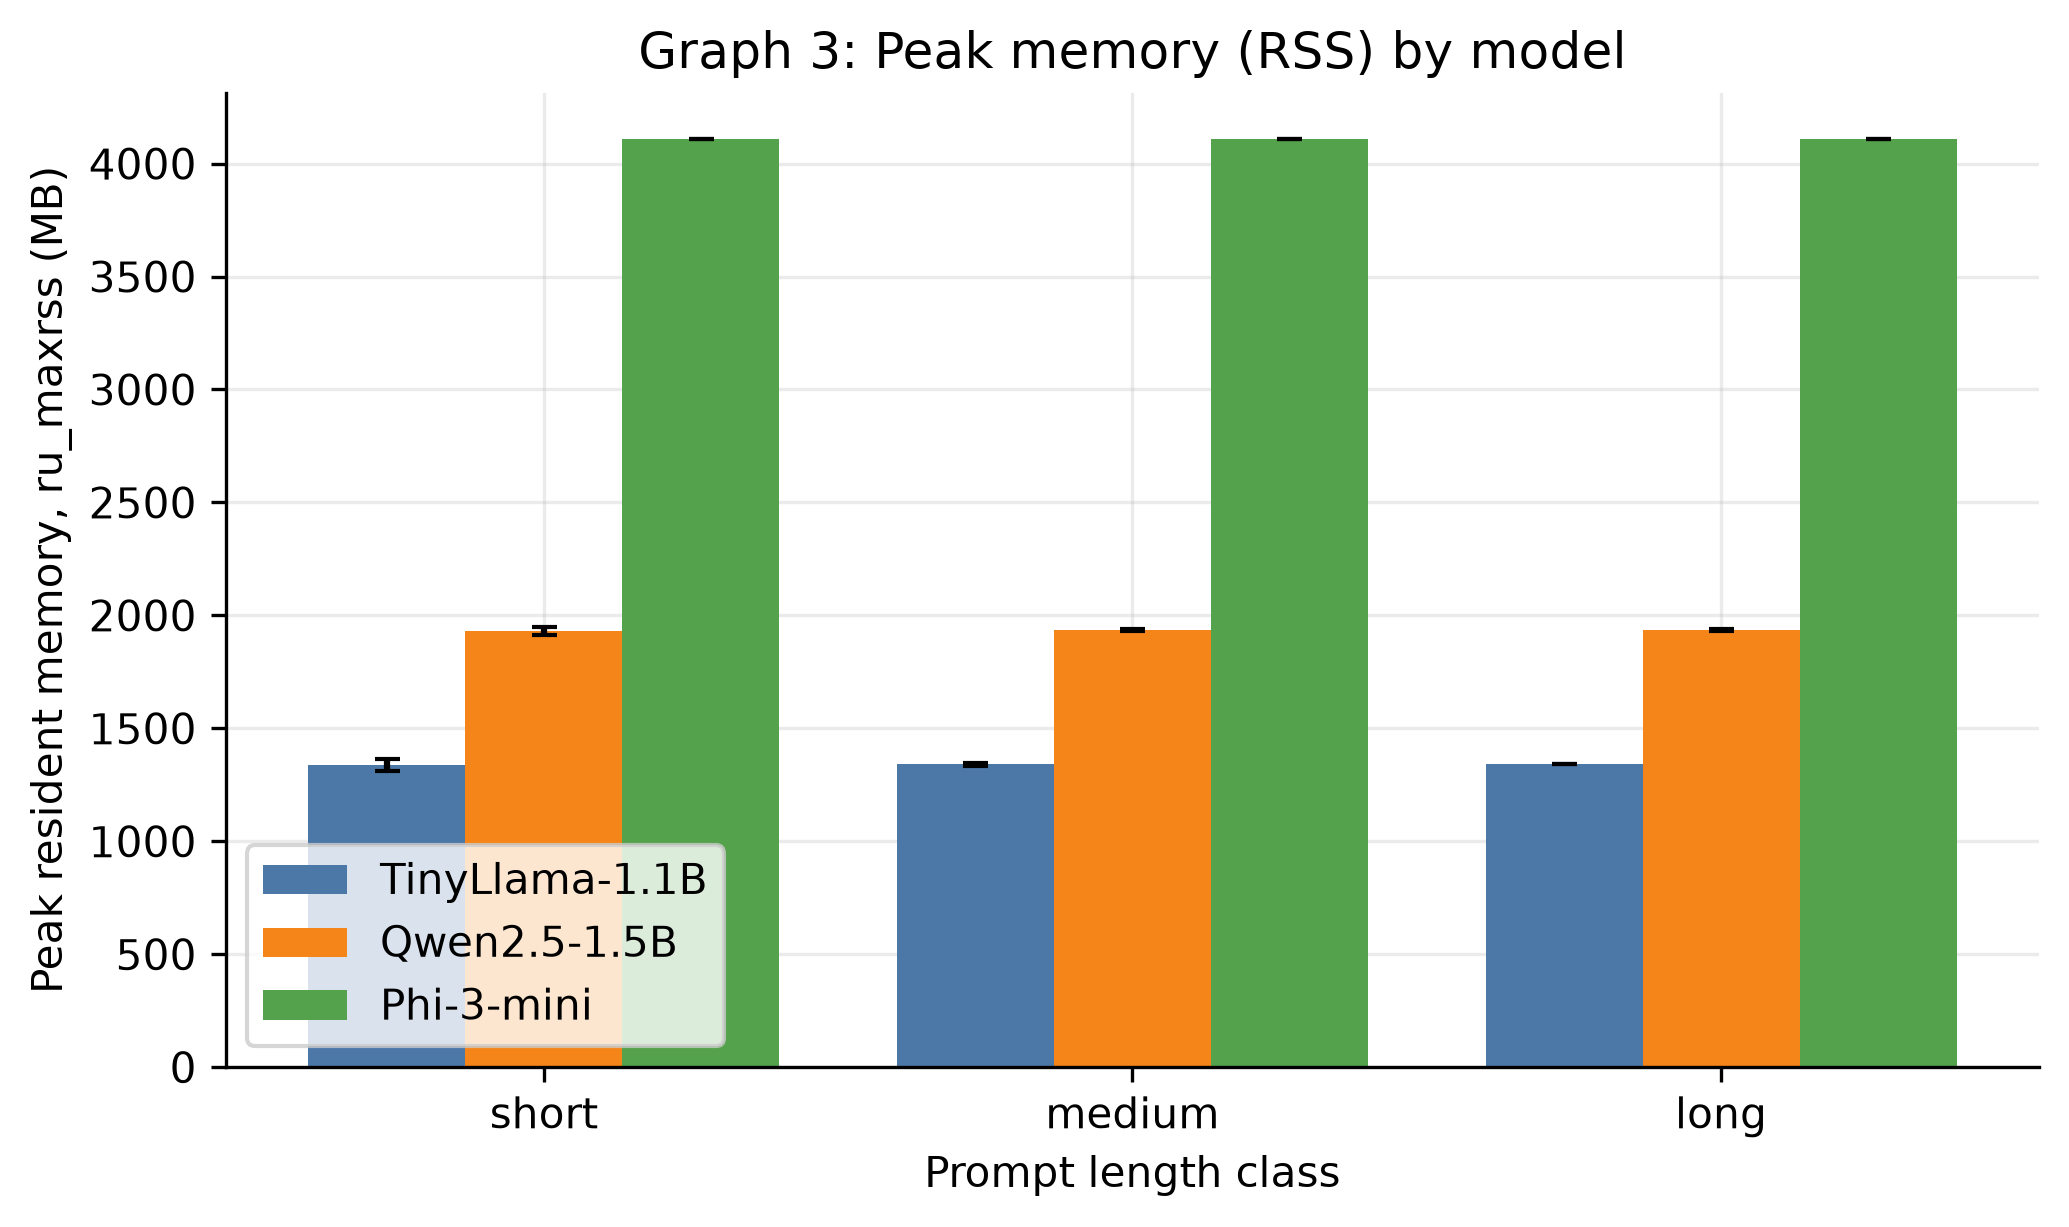 Graph 3: Peak memory (RSS) by model
Peak resident memory, ru_maxrss (MB)
4000
3500
3000
2500
2000
1500
1000
500
0
TinyLlama-1.1B
Qwen2.5-1.5B
Phi-3-mini
short
medium
long
Prompt length class